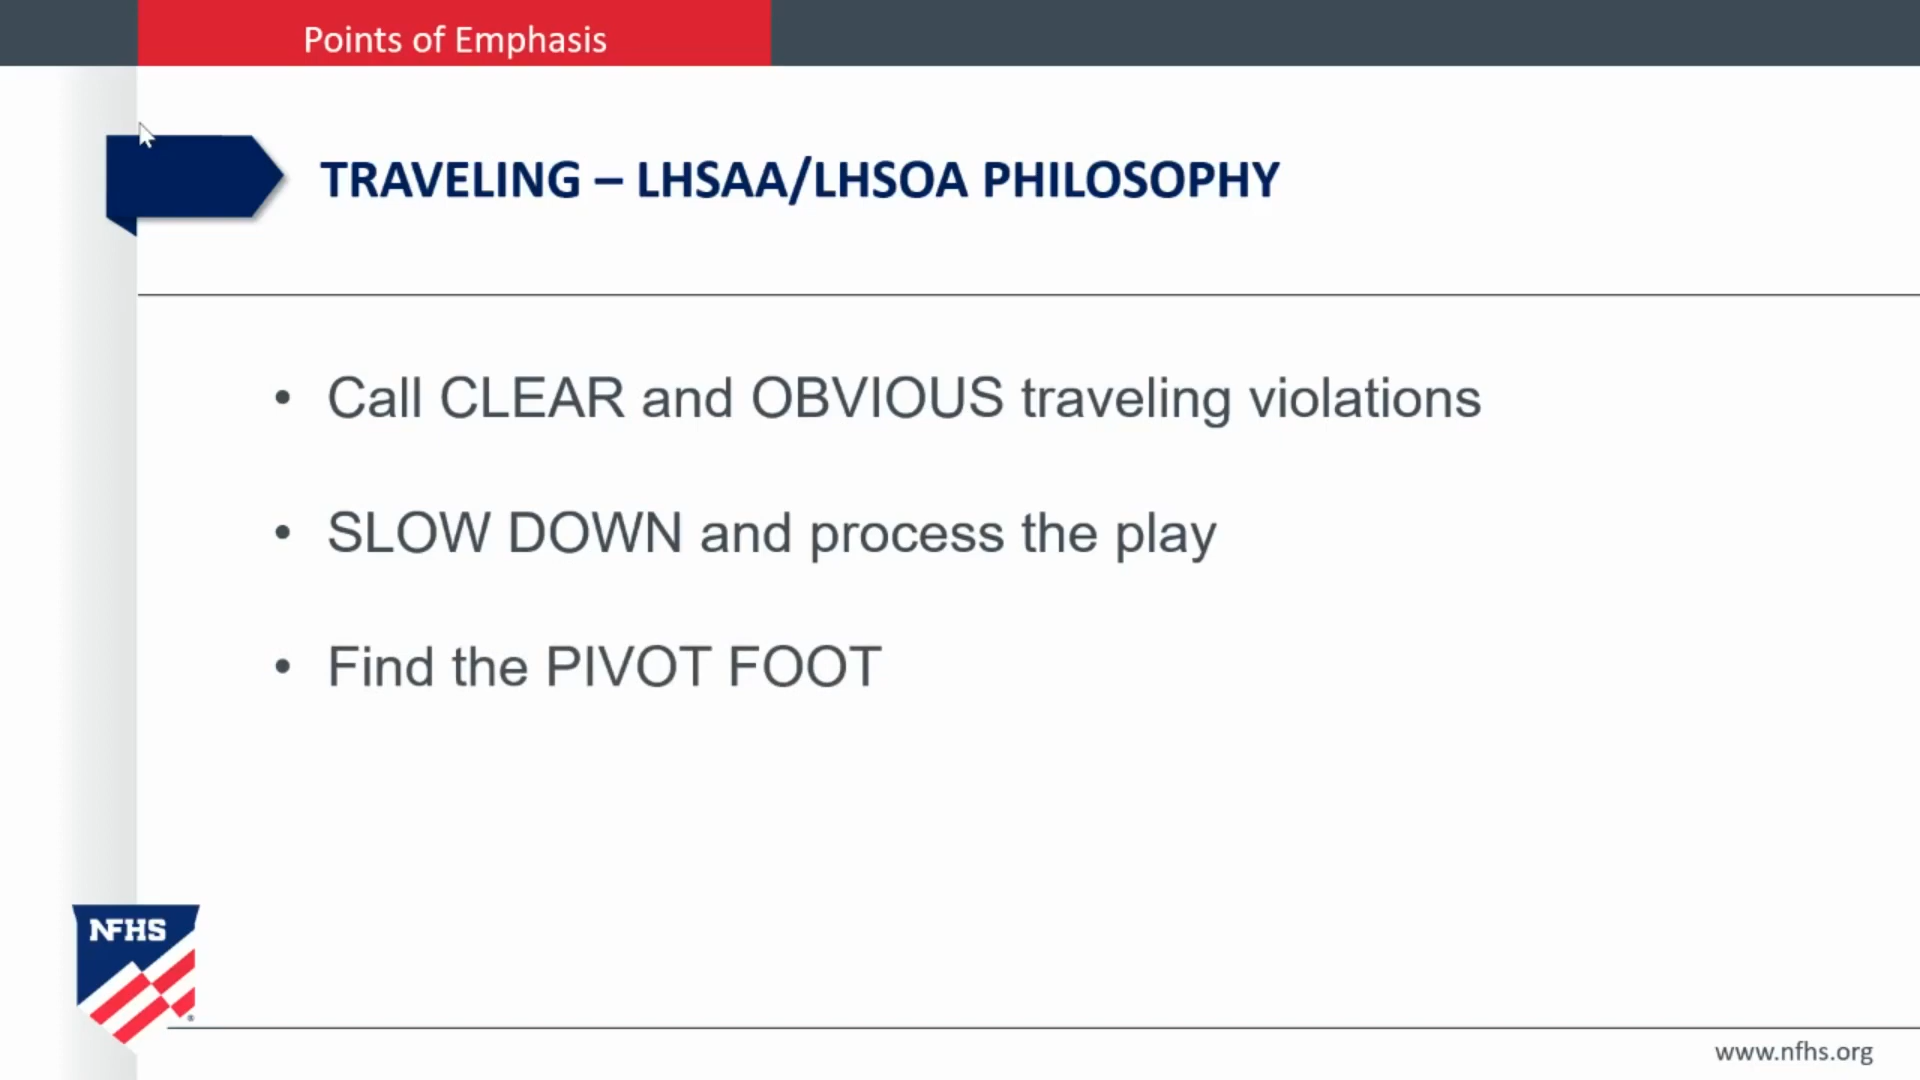 Points of Emphasis
TRAVELING – LHSAA/LHSOA PHILOSOPHY
• Call CLEAR and OBVIOUS traveling violations
• SLOW DOWN and process the play
• Find the PIVOT FOOT
NFHS
®
www.nfhs.org